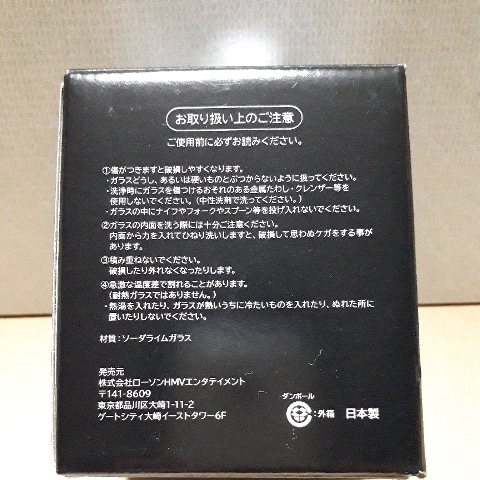 お取り扱い上のご注意
ご使用前に必ずお読みください。
①傷がつきますと破損しやすくなります。
・ガラスどうし、あるいは硬いものとぶつからないように扱ってください。
・洗浄時にガラスを傷つけるおそれのある金属たわし・クレンザー等を
使用しないでください。（中性洗剤で洗ってください。）
・ガラスの中にナイフやフォークやスプーン等を投げ入れないでください。
②ガラスの内面を洗う際には十分ご注意ください。
内面から力を入れてひねり洗いしますと、破損して思わぬケガをする事が
あります。
③積み重ねないでください。
破損したり外れなくなったりします。
④急激な温度差で割れることがあります。
（耐熱ガラスではありません。）
・熱湯を入れたり、ガラスが熱いうちに冷たいものを入れたり、ぬれた所に
置いたりしないでください。
材質：ソーダライムガラス
発売元
株式会社ローソンHMVエンタテイメント
〒141-8609
東京都品川区大崎1-11-2
ゲートシティ大崎イーストタワー6F
ダンボール
：外箱 日本製